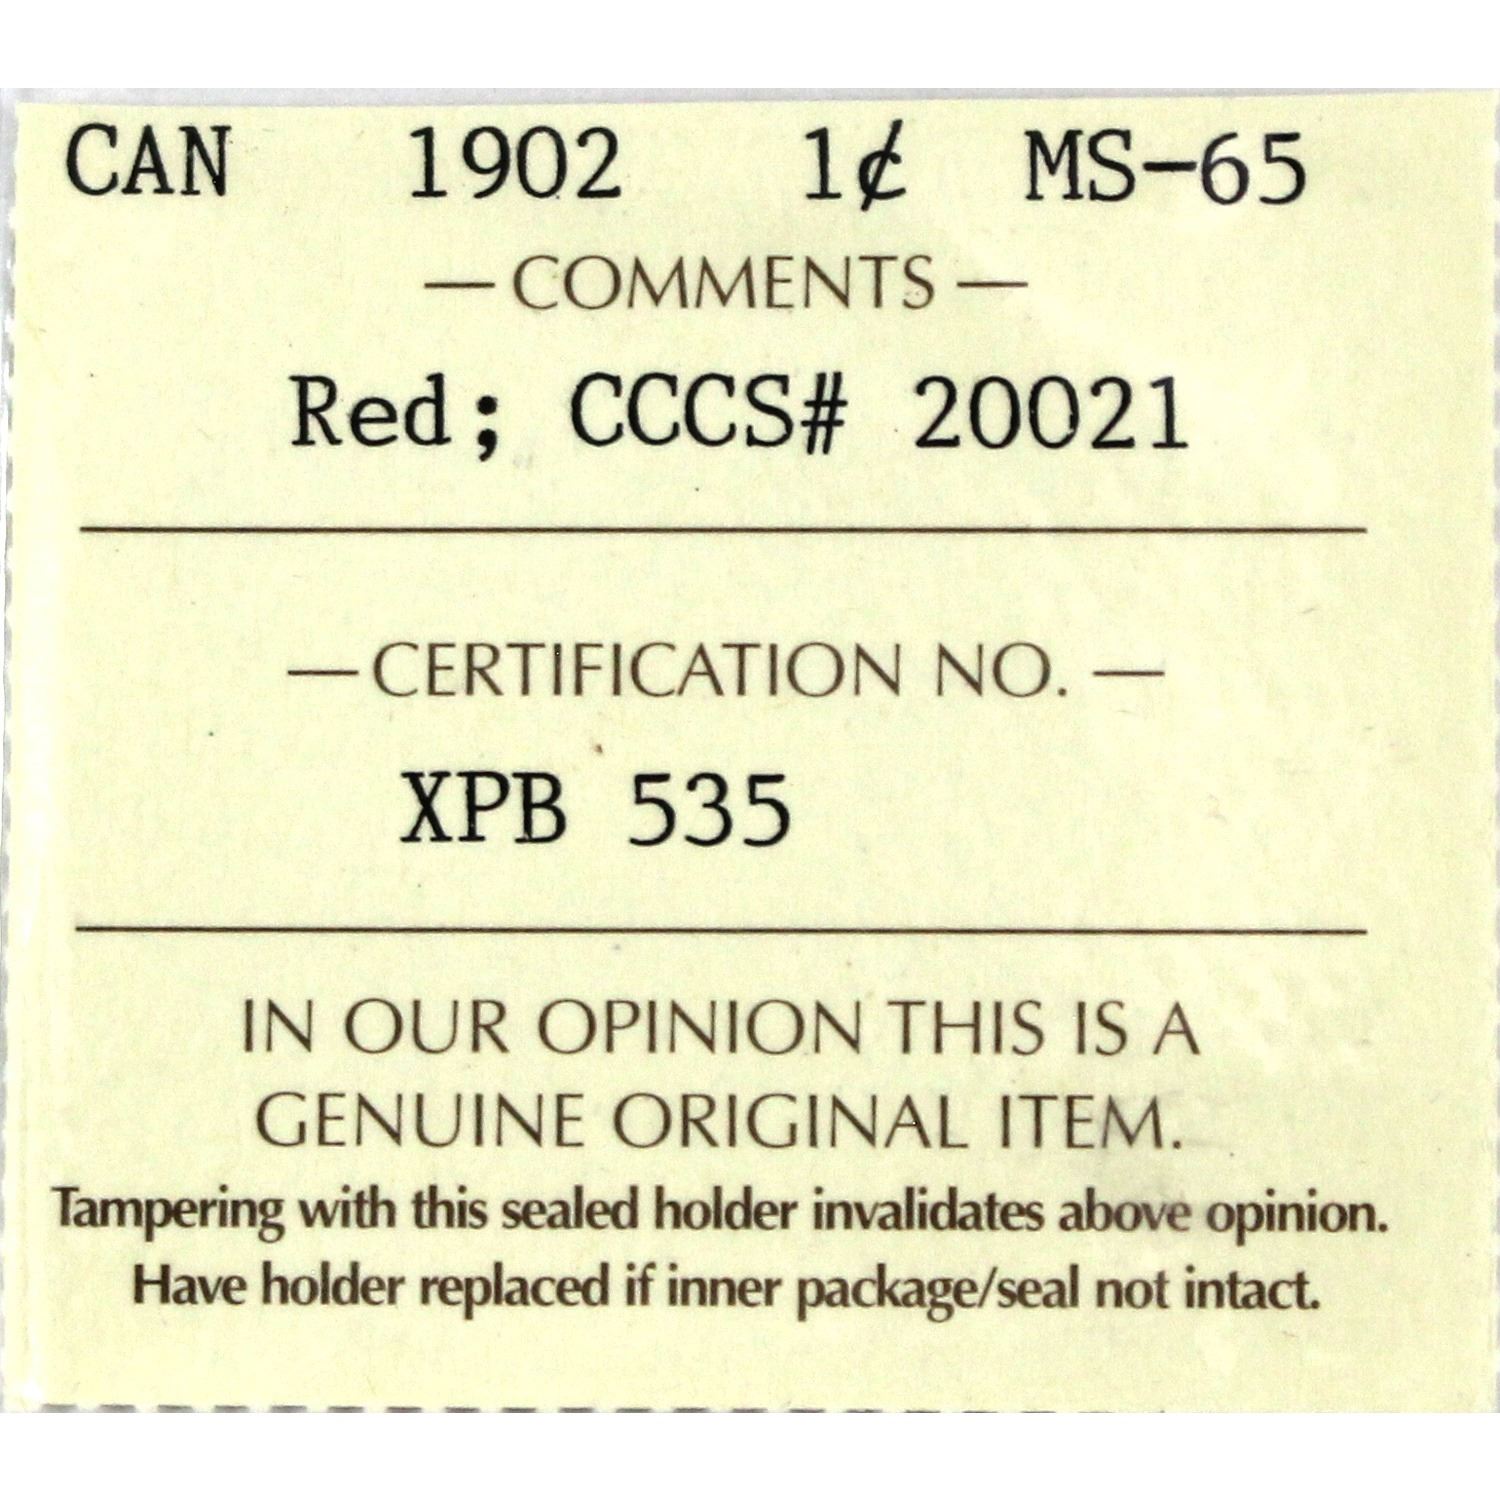 CAN 1902 1¢ MS-65
—COMMENTS—
Red; CCCS# 20021
—CERTIFICATION NO.—
XPB 535
IN OUR OPINION THIS IS A
GENUINE ORIGINAL ITEM.
Tampering with this sealed holder invalidates above opinion.
Have holder replaced if inner package/seal not intact.